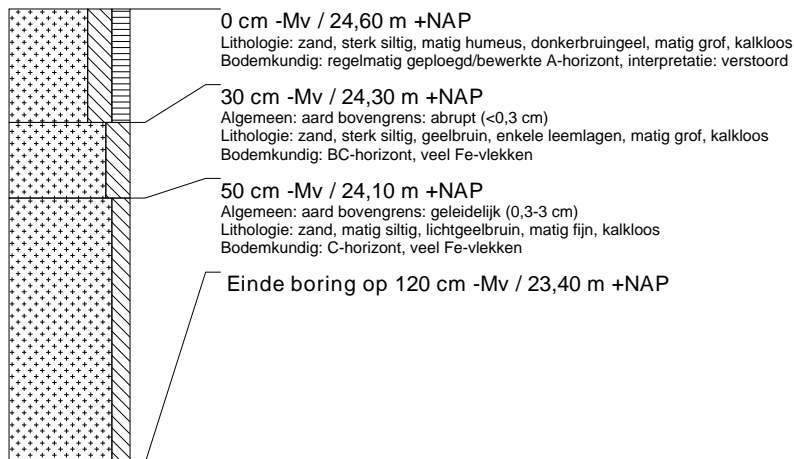 0 cm -Mv / 24,60 m +NAP
Lithologie: zand, sterk siltig, matig humeus, donkerbruingeel, matig grof, kalkloos
Bodemkundig: regelmatig geploegd/bewerkte A-horizont, interpretatie: verstoord
30 cm -Mv / 24,30 m +NAP
Algemeen: aard bovengrens: abrupt (<0,3 cm)
Lithologie: zand, sterk siltig, geelbruin, enkele leemlagen, matig grof, kalkloos
Bodemkundig: BC-horizont, veel Fe-vlekken
50 cm -Mv / 24,10 m +NAP
Algemeen: aard bovengrens: geleidelijk (0,3-3 cm)
Lithologie: zand, matig siltig, lichtgeelbruin, matig fijn, kalkloos
Bodemkundig: C-horizont, veel Fe-vlekken
Einde boring op 120 cm -Mv / 23,40 m +NAP